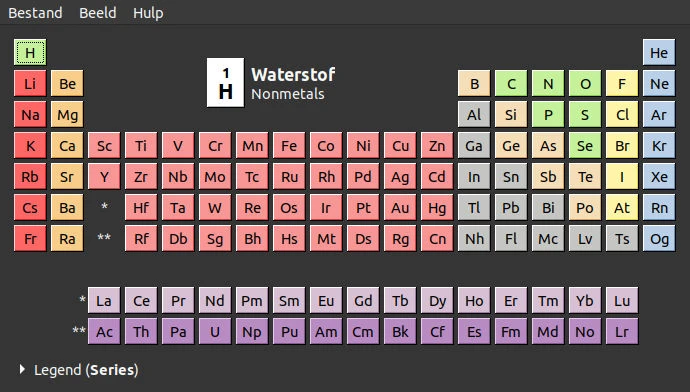 Bestand Beeld Hulp
H He
1
H
Waterstof
Nonmetals
Li Be B C N O F Ne
Na Mg Al Si P S Cl Ar
K Ca Sc Ti V Cr Mn Fe Co Ni Cu Zn Ga Ge As Se Br Kr
Rb Sr Y Zr Nb Mo Tc Ru Rh Pd Ag Cd In Sn Sb Te I Xe
Cs Ba * Hf Ta W Re Os Ir Pt Au Hg Tl Pb Bi Po At Rn
Fr Ra ** Rf Db Sg Bh Hs Mt Ds Rg Cn Nh Fl Mc Lv Ts Og
* La Ce Pr Nd Pm Sm Eu Gd Tb Dy Ho Er Tm Yb Lu
** Ac Th Pa U Np Pu Am Cm Bk Cf Es Fm Md No Lr
Legend (Series)